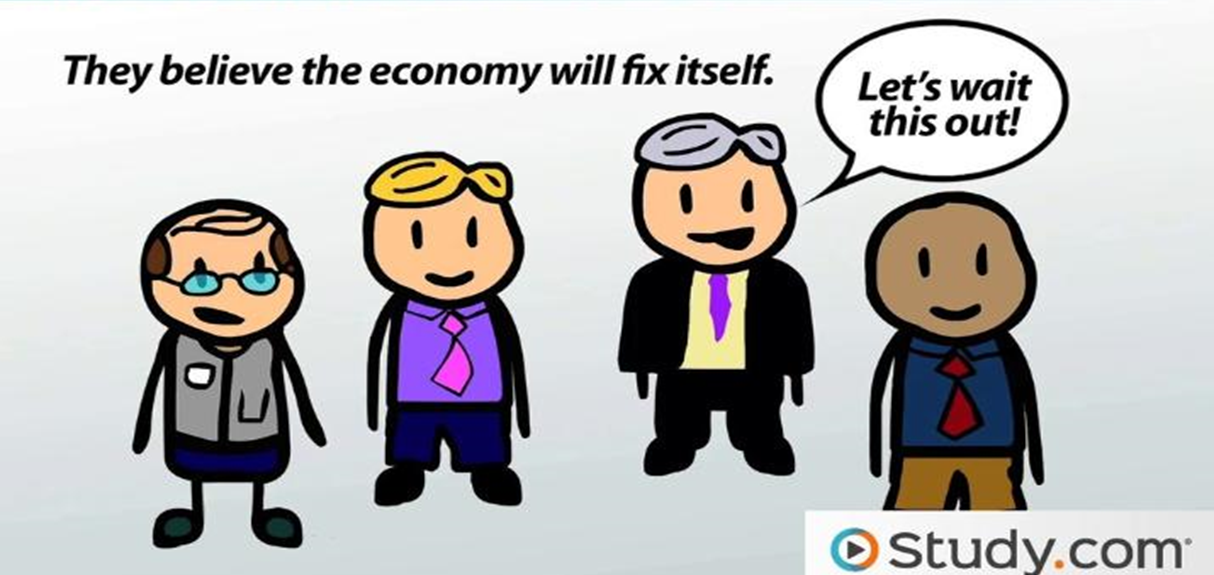 They believe the economy will fix itself.
Let's wait
this out!
Study.com